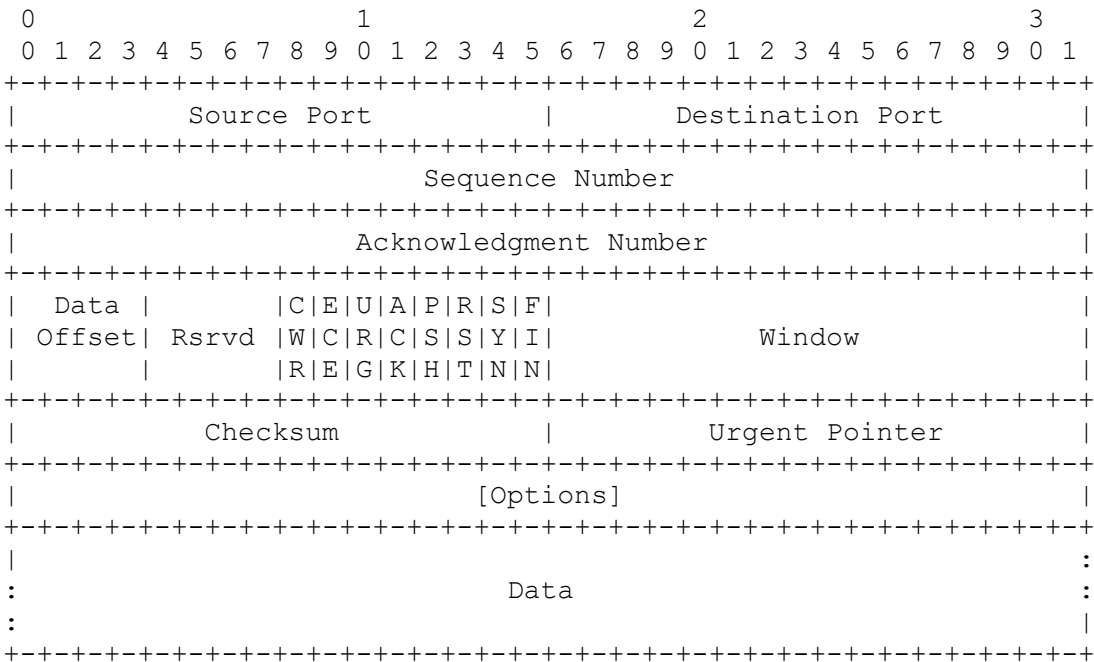 0                   1                   2                   3
 0 1 2 3 4 5 6 7 8 9 0 1 2 3 4 5 6 7 8 9 0 1 2 3 4 5 6 7 8 9 0 1
+-+-+-+-+-+-+-+-+-+-+-+-+-+-+-+-+-+-+-+-+-+-+-+-+-+-+-+-+-+-+-+-+
|          Source Port          |       Destination Port        |
+-+-+-+-+-+-+-+-+-+-+-+-+-+-+-+-+-+-+-+-+-+-+-+-+-+-+-+-+-+-+-+-+
|                        Sequence Number                        |
+-+-+-+-+-+-+-+-+-+-+-+-+-+-+-+-+-+-+-+-+-+-+-+-+-+-+-+-+-+-+-+-+
|                    Acknowledgment Number                      |
+-+-+-+-+-+-+-+-+-+-+-+-+-+-+-+-+-+-+-+-+-+-+-+-+-+-+-+-+-+-+-+-+
|  Data |       |C|E|U|A|P|R|S|F|                               |
| Offset| Rsrvd |W|C|R|C|S|S|Y|I|            Window             |
|       |       |R|E|G|K|H|T|N|N|                               |
+-+-+-+-+-+-+-+-+-+-+-+-+-+-+-+-+-+-+-+-+-+-+-+-+-+-+-+-+-+-+-+-+
|           Checksum            |         Urgent Pointer        |
+-+-+-+-+-+-+-+-+-+-+-+-+-+-+-+-+-+-+-+-+-+-+-+-+-+-+-+-+-+-+-+-+
|                           [Options]                           |
+-+-+-+-+-+-+-+-+-+-+-+-+-+-+-+-+-+-+-+-+-+-+-+-+-+-+-+-+-+-+-+-+
|                                                               :
:                             Data                              :
:                                                               |
+-+-+-+-+-+-+-+-+-+-+-+-+-+-+-+-+-+-+-+-+-+-+-+-+-+-+-+-+-+-+-+-+